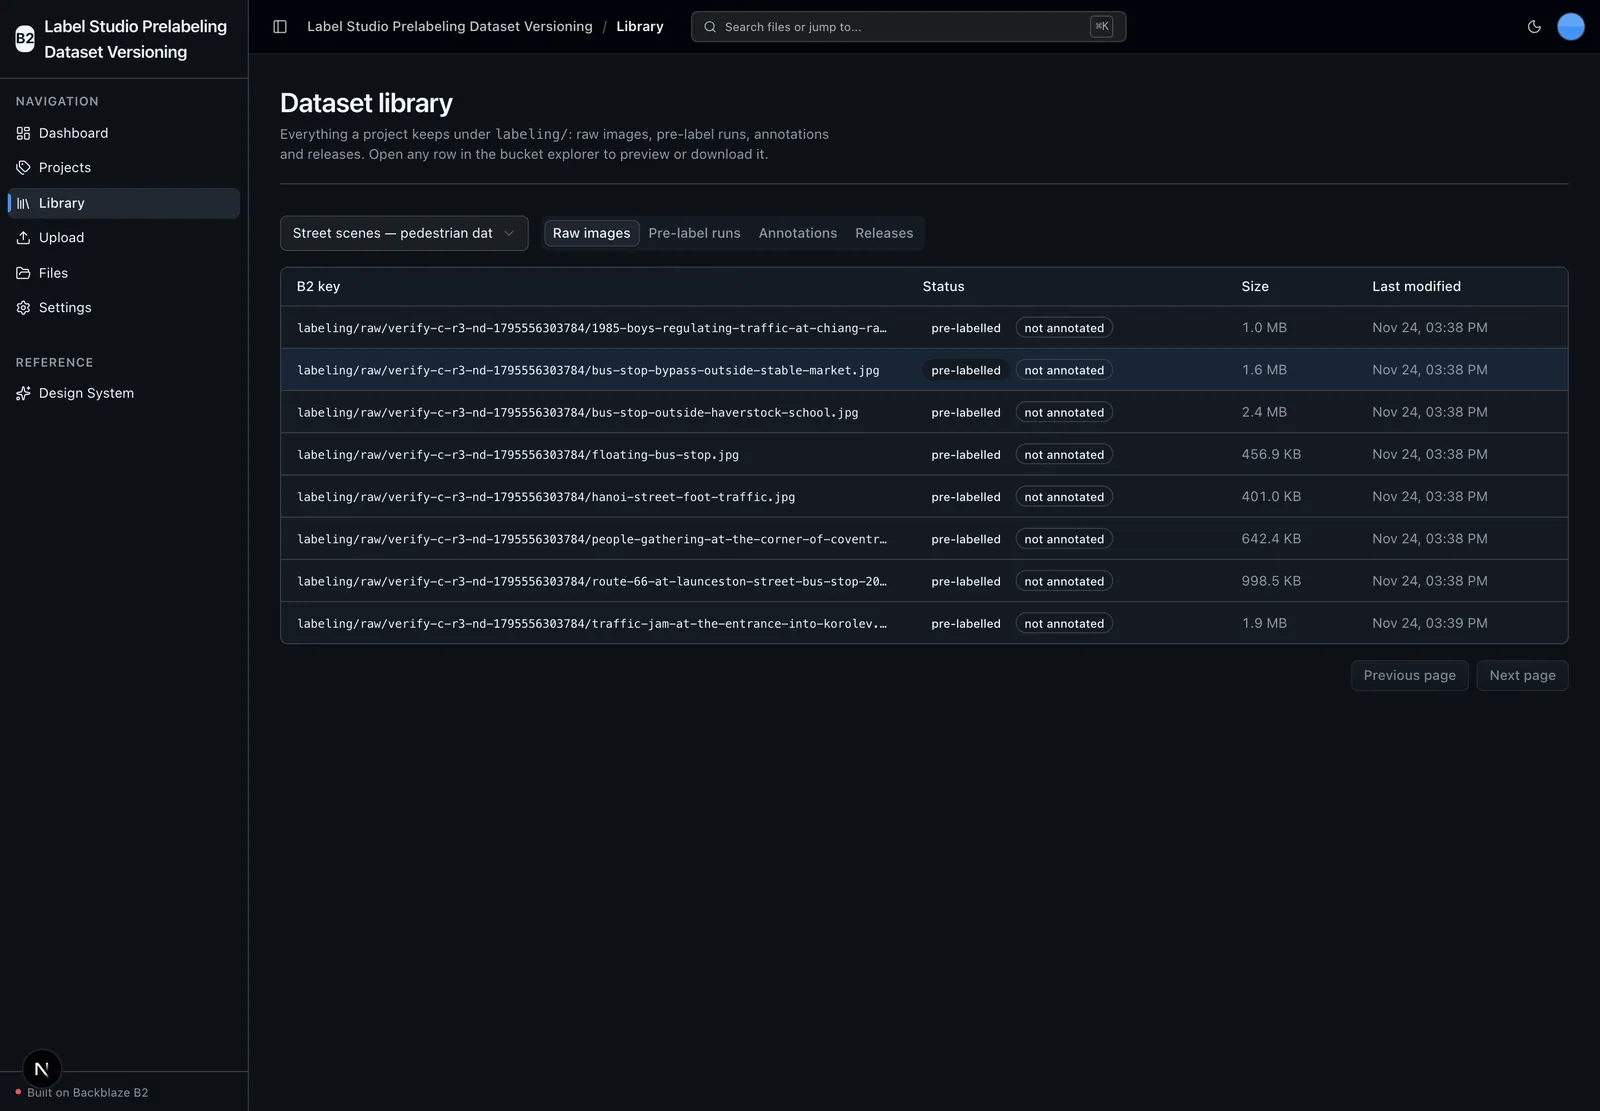 B2
Label Studio Prelabeling
Dataset Versioning
NAVIGATION
Dashboard
Projects
Library
Upload
Files
Settings
REFERENCE
Design System
N
Built on Backblaze B2
Label Studio Prelabeling Dataset Versioning / Library
Search files or jump to...
⌘K
Dataset library
Everything a project keeps under labeling/: raw images, pre-label runs, annotations
and releases. Open any row in the bucket explorer to preview or download it.
Street scenes — pedestrian dat
Raw images Pre-label runs Annotations Releases
B2 key Status Size Last modified
labeling/raw/verify-c-r3-nd-1795556303784/1985-boys-regulating-traffic-at-chiang-ra… pre-labelled not annotated 1.0 MB Nov 24, 03:38 PM
labeling/raw/verify-c-r3-nd-1795556303784/bus-stop-bypass-outside-stable-market.jpg pre-labelled not annotated 1.6 MB Nov 24, 03:38 PM
labeling/raw/verify-c-r3-nd-1795556303784/bus-stop-outside-haverstock-school.jpg pre-labelled not annotated 2.4 MB Nov 24, 03:38 PM
labeling/raw/verify-c-r3-nd-1795556303784/floating-bus-stop.jpg pre-labelled not annotated 456.9 KB Nov 24, 03:38 PM
labeling/raw/verify-c-r3-nd-1795556303784/hanoi-street-foot-traffic.jpg pre-labelled not annotated 401.0 KB Nov 24, 03:38 PM
labeling/raw/verify-c-r3-nd-1795556303784/people-gathering-at-the-corner-of-coventr… pre-labelled not annotated 642.4 KB Nov 24, 03:38 PM
labeling/raw/verify-c-r3-nd-1795556303784/route-66-at-launceston-street-bus-stop-20… pre-labelled not annotated 998.5 KB Nov 24, 03:38 PM
labeling/raw/verify-c-r3-nd-1795556303784/traffic-jam-at-the-entrance-into-korolev.… pre-labelled not annotated 1.9 MB Nov 24, 03:39 PM
Previous page Next page